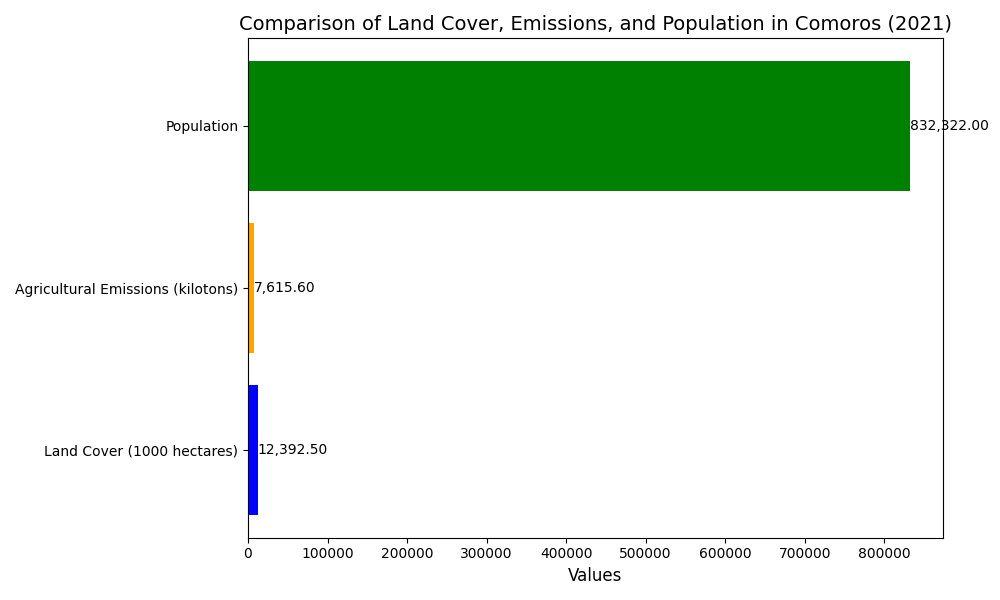 Comparison of Land Cover, Emissions, and Population in Comoros (2021)
Population
832,322.00
Agricultural Emissions (kilotons)
7,615.60
Land Cover (1000 hectares)
12,392.50
0 100000 200000 300000 400000 500000 600000 700000 800000
Values